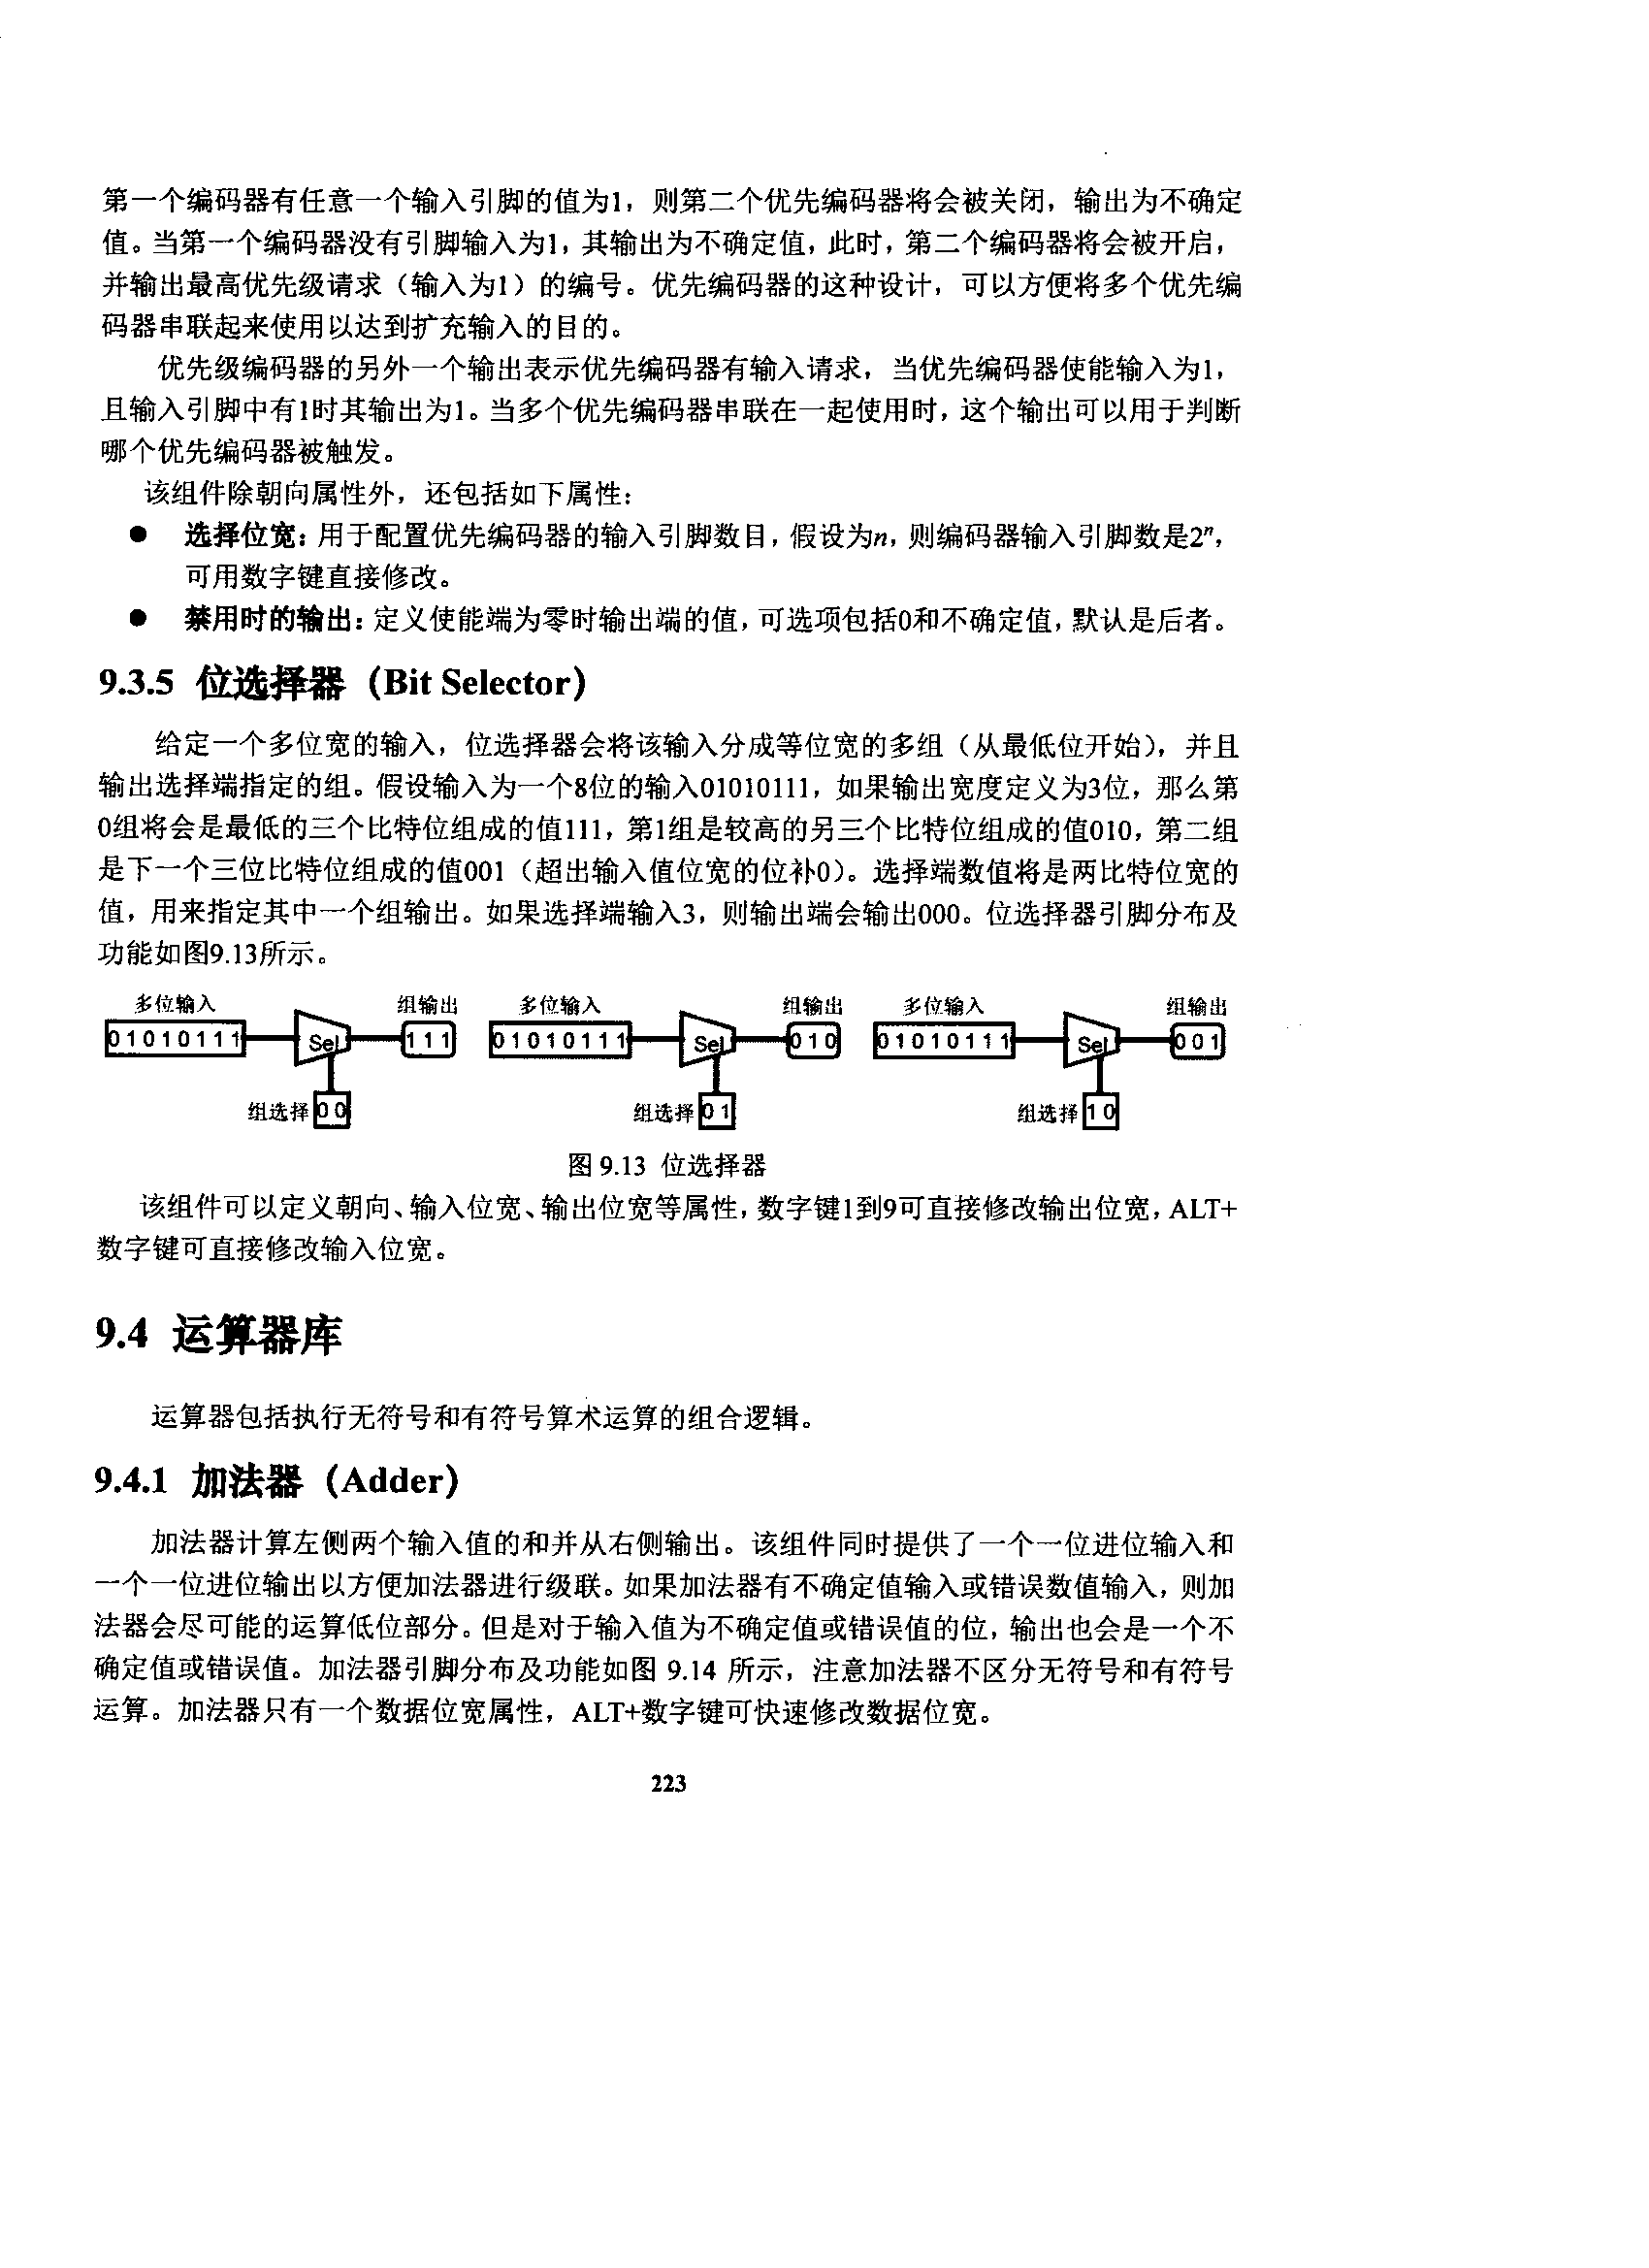 第一个编码器有任意一个输入引脚的值为1，则第二个优先编码器将会被关闭，输出为不确定
值。当第一个编码器没有引脚输入为1，其输出为不确定值，此时，第二个编码器将会被开启，
并输出最高优先级请求（输入为1）的编号。优先编码器的这种设计，可以方便将多个优先编
码器串联起来使用以达到扩充输入的目的。
优先级编码器的另外一个输出表示优先编码器有输入请求，当优先编码器使能输入为1，
且输入引脚中有1时其输出为1。当多个优先编码器串联在一起使用时，这个输出可以用于判断
哪个优先编码器被触发。
该组件除朝向属性外，还包括如下属性：
● 选择位宽：用于配置优先编码器的输入引脚数目，假设为n，则编码器输入引脚数是2ⁿ，
可用数字键直接修改。
● 禁用时的输出：定义使能端为零时输出端的值，可选项包括0和不确定值，默认是后者。
9.3.5 位选择器（Bit Selector）
给定一个多位宽的输入，位选择器会将该输入分成等位宽的多组（从最低位开始），并且
输出选择端指定的组。假设输入为一个8位的输入01010111，如果输出宽度定义为3位，那么第
0组将会是最低的三个比特位组成的值111，第1组是较高的另三个比特位组成的值010，第二组
是下一个三位比特位组成的值001（超出输入值位宽的位补0）。选择端数值将是两比特位宽的
值，用来指定其中一个组输出。如果选择端输入3，则输出端会输出000。位选择器引脚分布及
功能如图9.13所示。
多位输入 组输出 多位输入 组输出 多位输入 组输出
01010111 Sel 111 01010111 Sel 010 01010111 Sel 001
组选择 00 组选择 01 组选择 10
图 9.13 位选择器
该组件可以定义朝向、输入位宽、输出位宽等属性，数字键1到9可直接修改输出位宽，ALT+
数字键可直接修改输入位宽。
9.4 运算器库
运算器包括执行无符号和有符号算术运算的组合逻辑。
9.4.1 加法器（Adder）
加法器计算左侧两个输入值的和并从右侧输出。该组件同时提供了一个一位进位输入和
一个一位进位输出以方便加法器进行级联。如果加法器有不确定值输入或错误数值输入，则加
法器会尽可能的运算低位部分。但是对于输入值为不确定值或错误值的位，输出也会是一个不
确定值或错误值。加法器引脚分布及功能如图 9.14 所示，注意加法器不区分无符号和有符号
运算。加法器只有一个数据位宽属性，ALT+数字键可快速修改数据位宽。
223